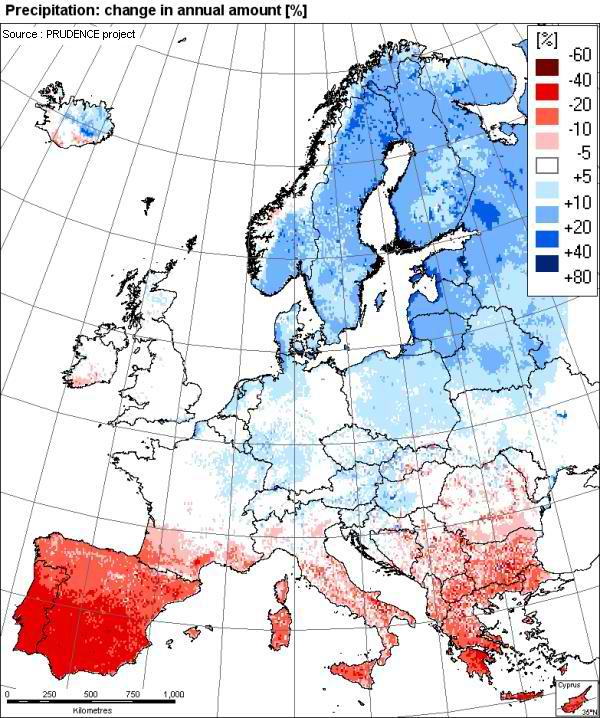 Precipitation: change in annual amount [%]
Source : PRUDENCE project
[%]
-60
-40
-20
-10
-5
+5
+10
+20
+40
+80
0 250 500 750 1,000
Kilometres
Cyprus
35°N